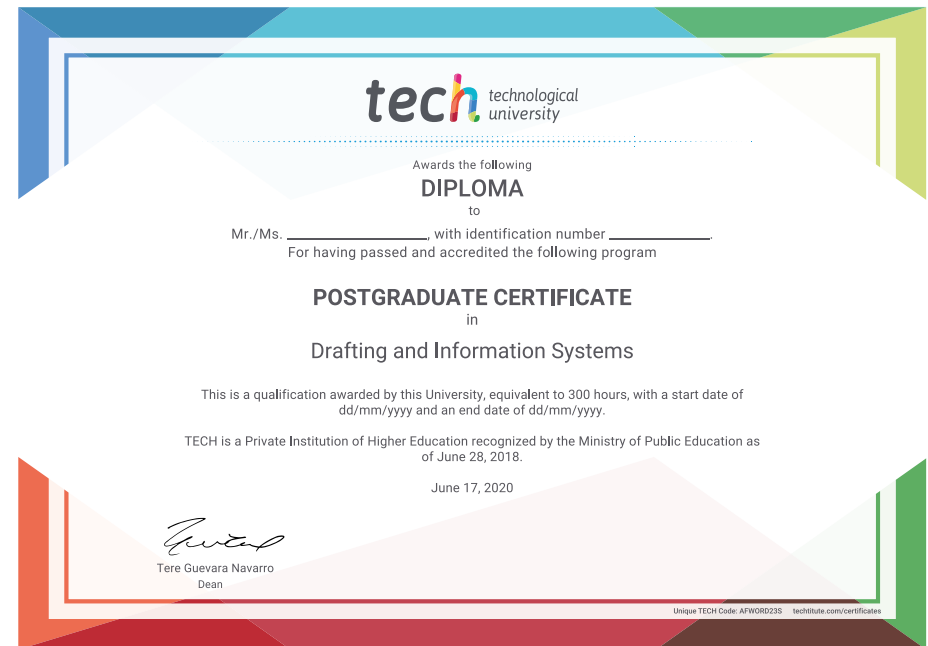 tech technological
university
Awards the following
DIPLOMA
to
Mr./Ms. __________________, with identification number _____________.
For having passed and accredited the following program
POSTGRADUATE CERTIFICATE
in
Drafting and Information Systems
This is a qualification awarded by this University, equivalent to 300 hours, with a start date of
dd/mm/yyyy and an end date of dd/mm/yyyy.
TECH is a Private Institution of Higher Education recognized by the Ministry of Public Education as
of June 28, 2018.
June 17, 2020
Tere Guevara Navarro
Dean
Unique TECH Code: AFWORD23S techtitute.com/certificates